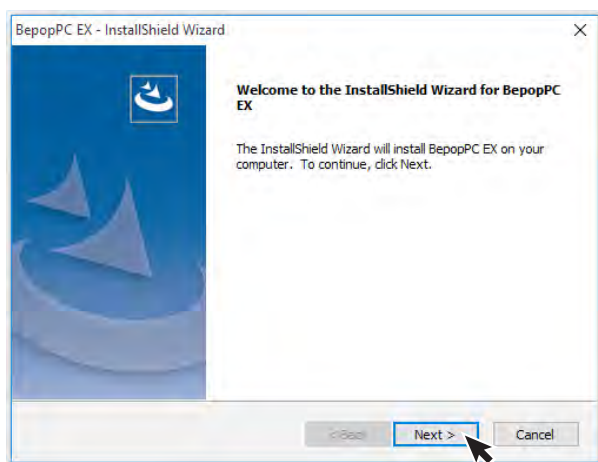 BepopPC EX - InstallShield Wizard
Welcome to the InstallShield Wizard for BepopPC
EX
The InstallShield Wizard will install BepopPC EX on your
computer. To continue, click Next.
< Back
Next >
Cancel